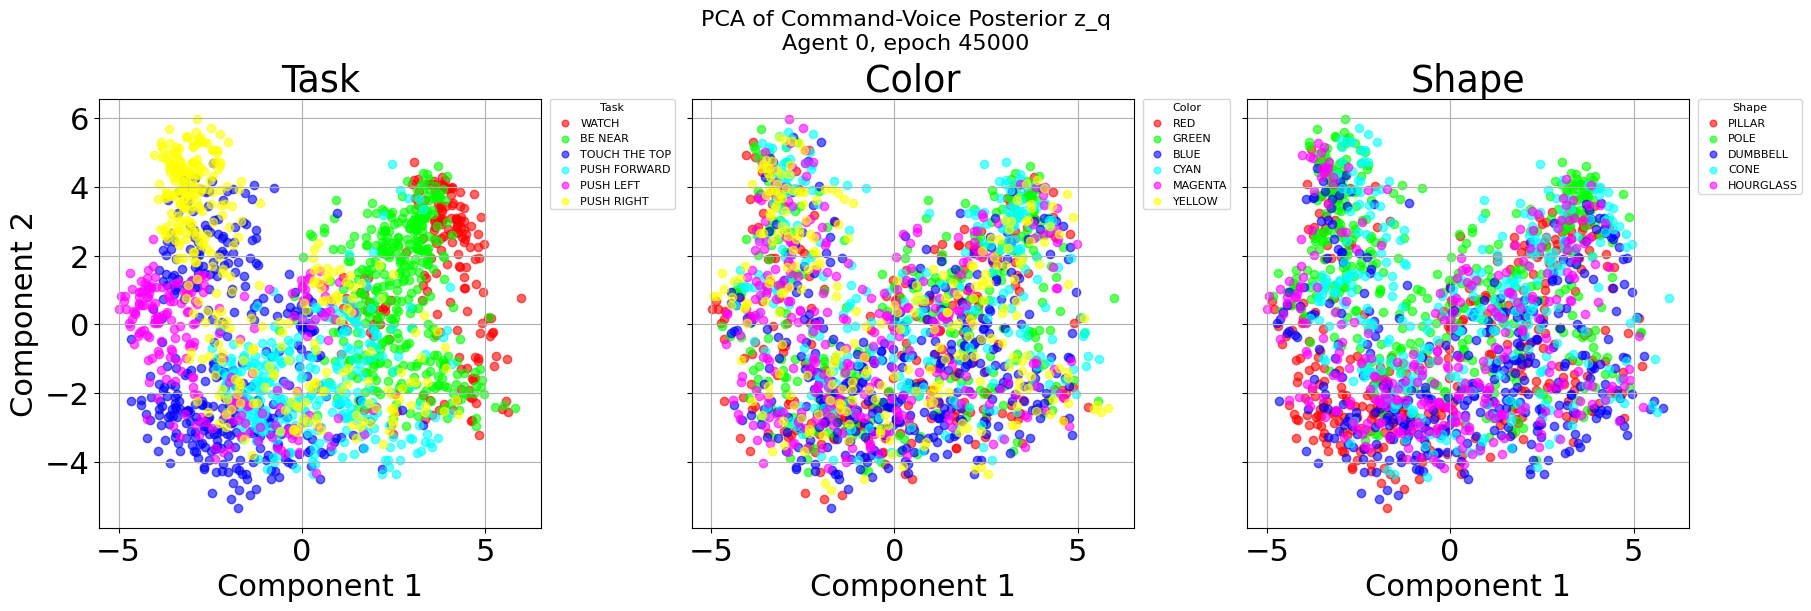 PCA of Command-Voice Posterior z_q
Agent 0, epoch 45000
Task
Component 2
6
4
2
0
−2
−4
−5
0
5
Component 1
Task
WATCH
BE NEAR
TOUCH THE TOP
PUSH FORWARD
PUSH LEFT
PUSH RIGHT
Color
−5
0
5
Component 1
Color
RED
GREEN
BLUE
CYAN
MAGENTA
YELLOW
Shape
−5
0
5
Component 1
Shape
PILLAR
POLE
DUMBBELL
CONE
HOURGLASS